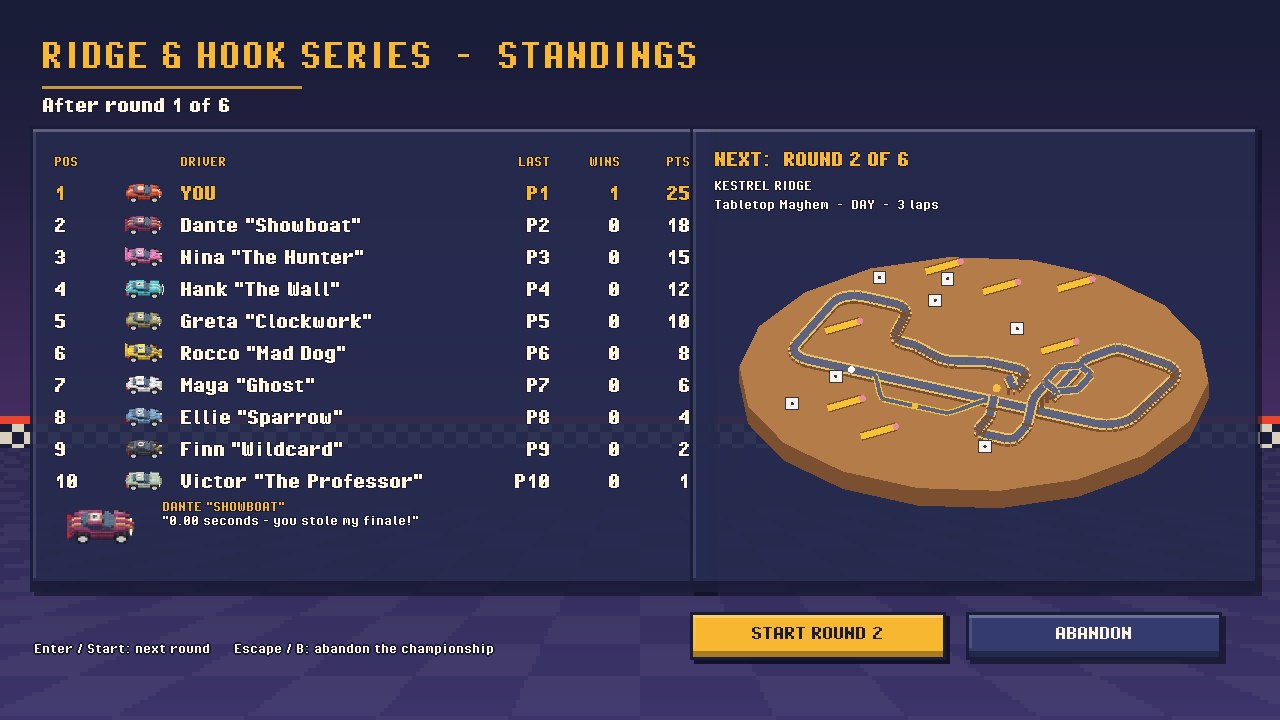 RIDGE & HOOK SERIES - STANDINGS
After round 1 of 6
POS DRIVER LAST WINS PTS
1 YOU P1 1 25
2 Dante "Showboat" P2 0 18
3 Nina "The Hunter" P3 0 15
4 Hank "The Wall" P4 0 12
5 Greta "Clockwork" P5 0 10
6 Rocco "Mad Dog" P6 0 8
7 Maya "Ghost" P7 0 6
8 Ellie "Sparrow" P8 0 4
9 Finn "Wildcard" P9 0 2
10 Victor "The Professor" P10 0 1
DANTE "SHOWBOAT"
"0.00 seconds - you stole my finale!"
NEXT: ROUND 2 OF 6
KESTREL RIDGE
Tabletop Mayhem - DAY - 3 laps
START ROUND 2
ABANDON
Enter / Start: next round Escape / B: abandon the championship